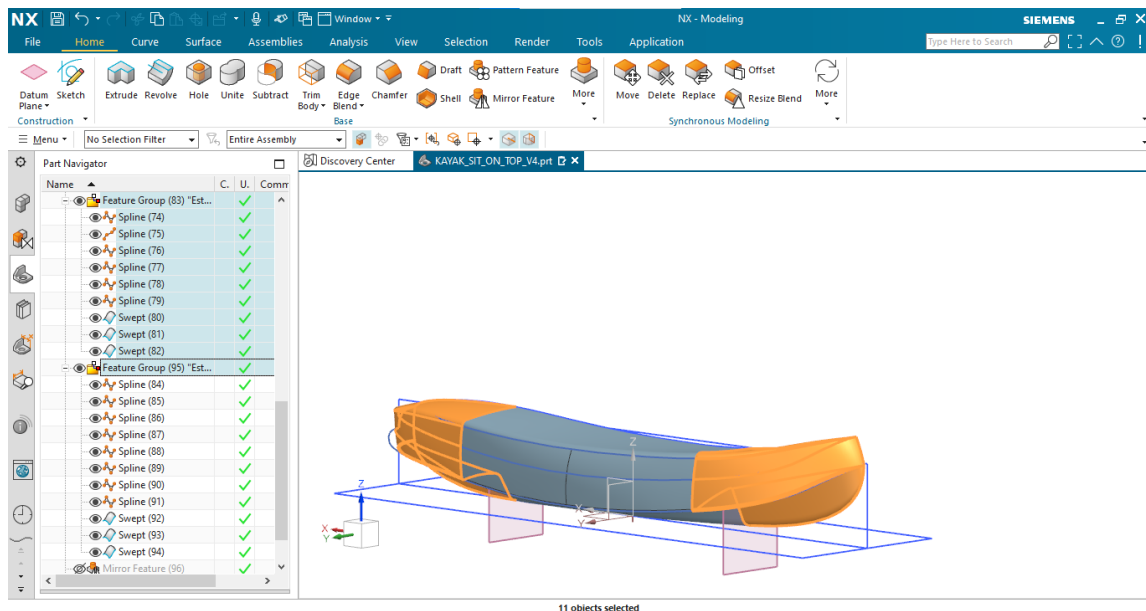 NX Window NX - Modeling SIEMENS
File Home Curve Surface Assemblies Analysis View Selection Render Tools Application Type Here to Search
Datum Plane Sketch Extrude Revolve Hole Unite Subtract Trim Body Edge Blend Chamfer Draft Shell Pattern Feature Mirror Feature More Move Delete Replace Offset Resize Blend More
Construction Base Synchronous Modeling
Menu No Selection Filter Entire Assembly
Part Navigator Discovery Center KAYAK_SIT_ON_TOP_V4.prt
Name C. U. Comm
Feature Group (83) "Est...
Spline (74)
Spline (75)
Spline (76)
Spline (77)
Spline (78)
Spline (79)
Swept (80)
Swept (81)
Swept (82)
Feature Group (95) "Est...
Spline (84)
Spline (85)
Spline (86)
Spline (87)
Spline (88)
Spline (89)
Spline (90)
Spline (91)
Swept (92)
Swept (93)
Swept (94)
Mirror Feature (96)
Z
X
Y
Z
X
Y
11 objects selected